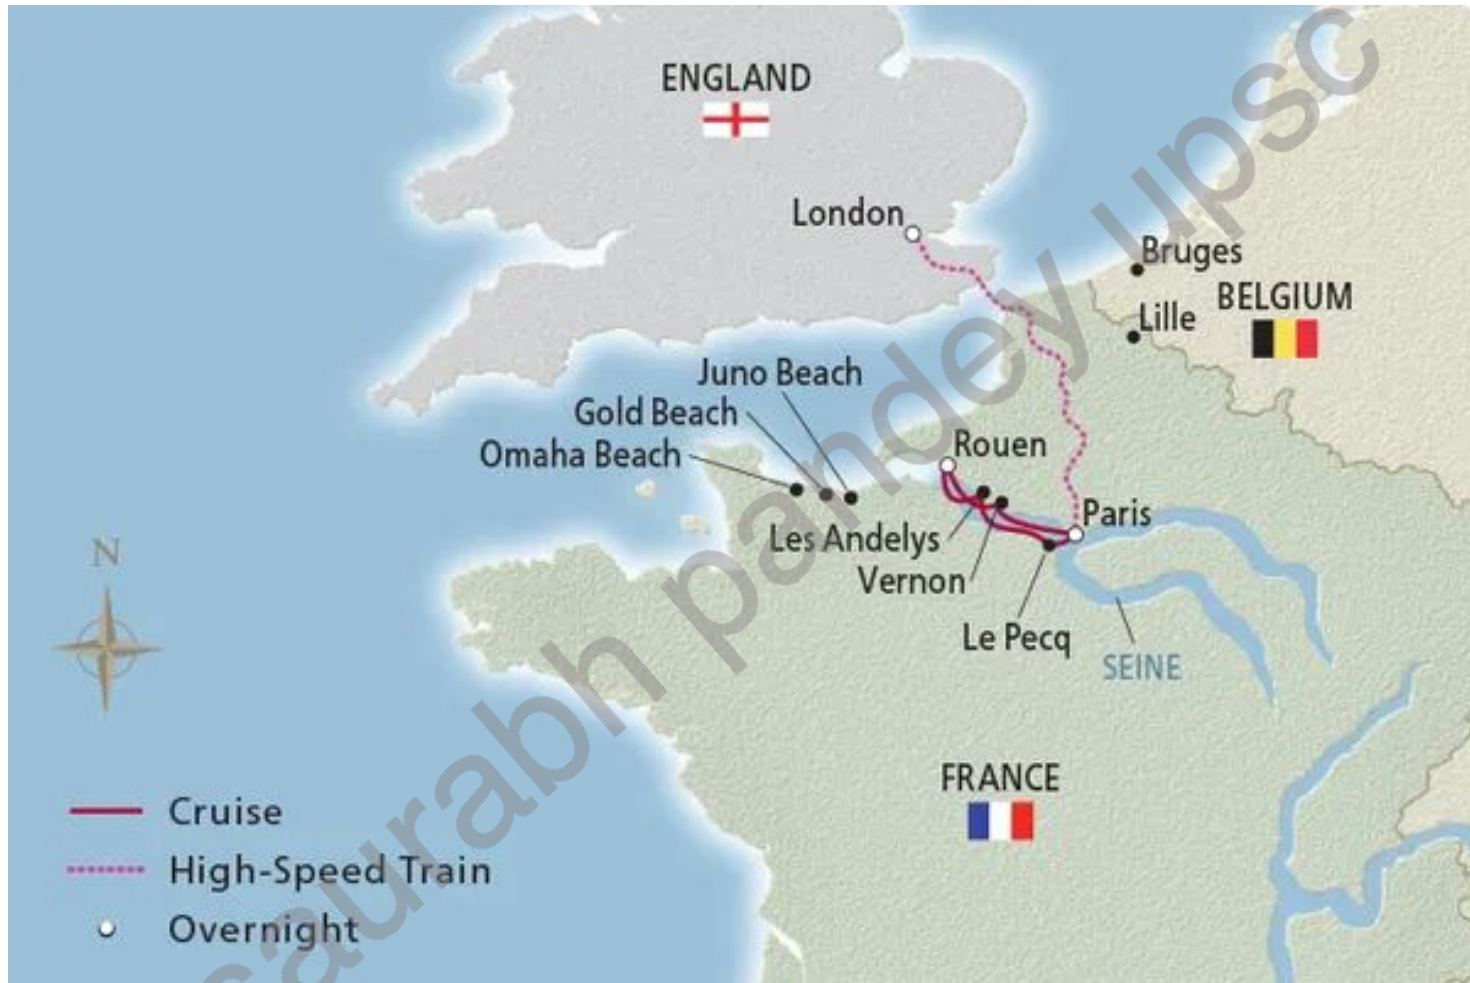 ENGLAND
London
Bruges
BELGIUM
Lille
Juno Beach
Gold Beach
Omaha Beach
Rouen
Paris
Les Andelys
Vernon
Le Pecq
SEINE
N
FRANCE
Cruise
High-Speed Train
Overnight
saurabh pandey upsc